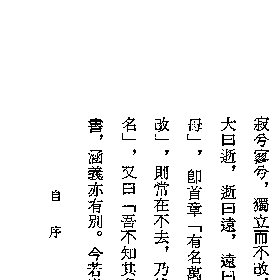 寂兮寥兮，獨立而不改
大曰逝，逝曰遠，遠曰
母」，卽首章「有名萬
改」，則常在不去，乃
名」，又曰「吾不知其
書，涵義亦有別。今若
自序